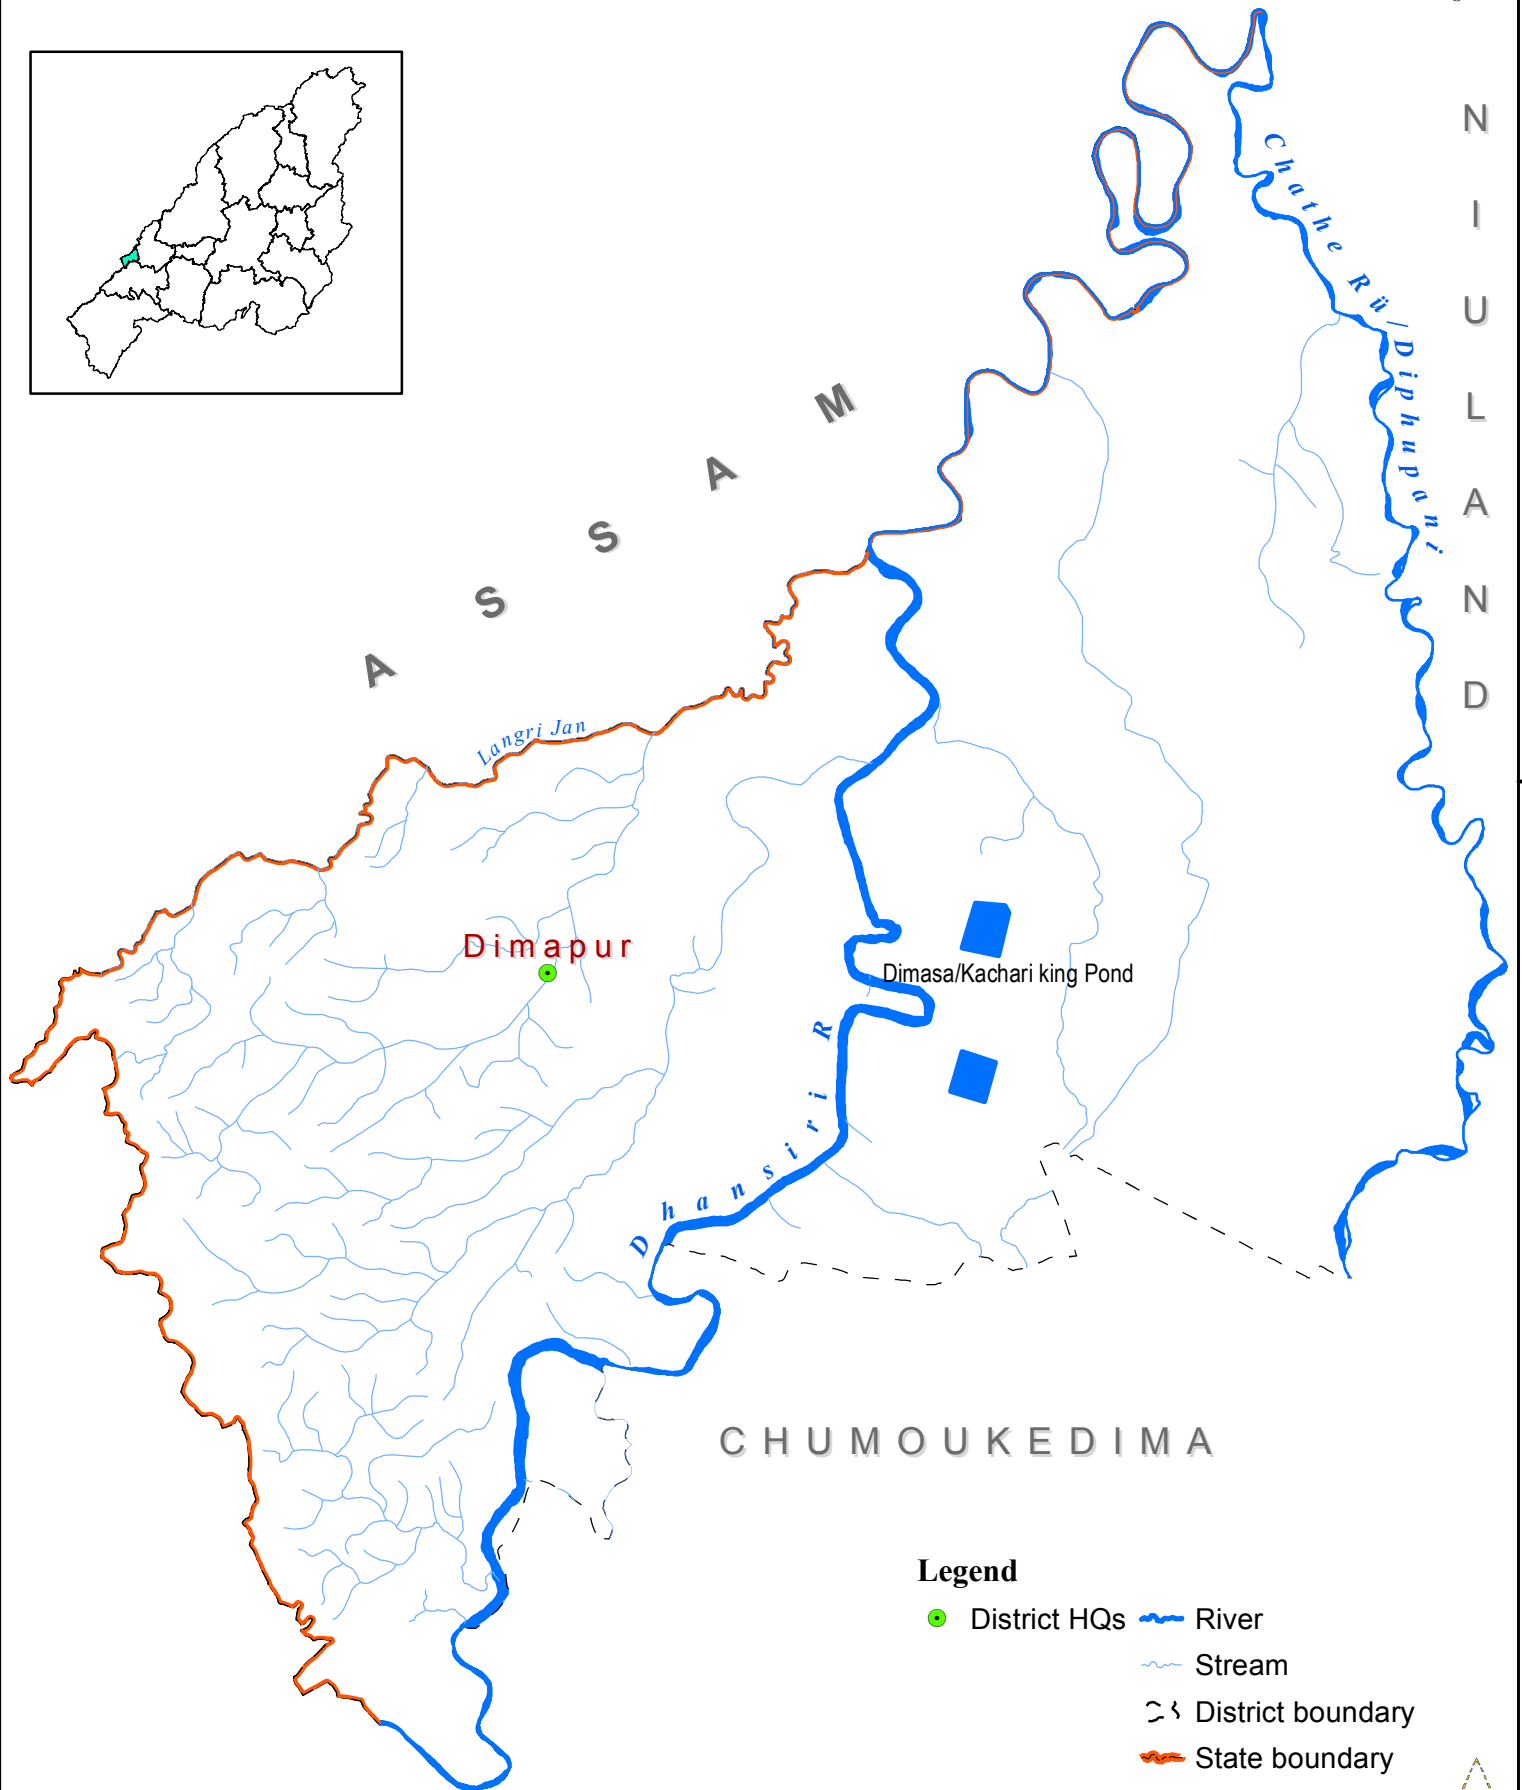 NIULAND
Chathe Rü/Diphupani
ASSAM
Langri Jan
Dimapur
Dimasa/Kachari king Pond
Dhansiri R
CHUMOUKEDIMA
Legend
District HQs
River
Stream
District boundary
State boundary